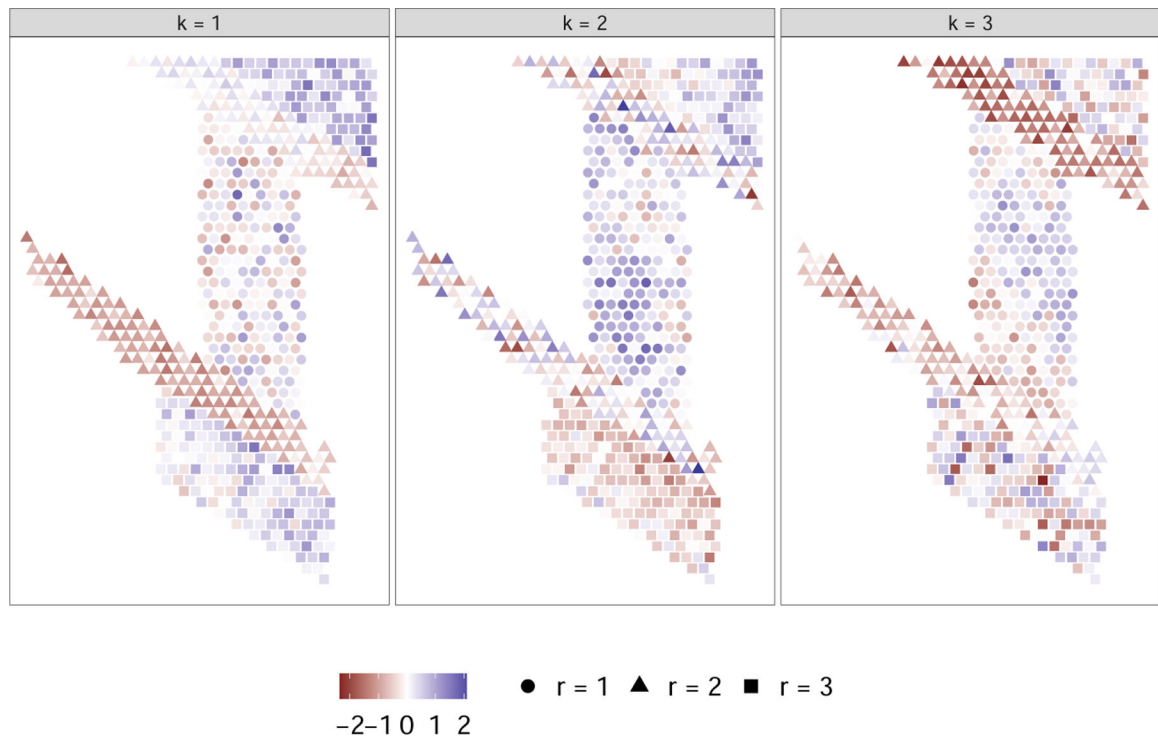 k = 1
k = 2
k = 3
−2 −1 0 1 2
r = 1 r = 2 r = 3